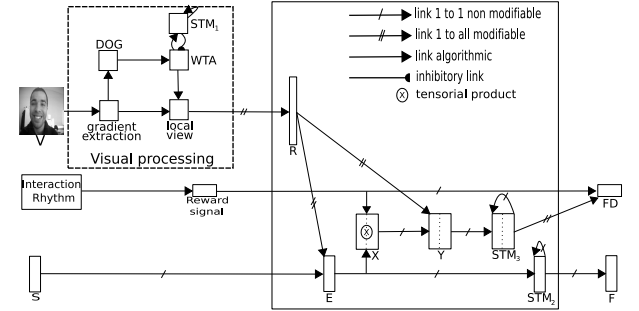 link 1 to 1 non modifiable
link 1 to all modifiable
link algorithmic
inhibitory link
tensorial product
STM1
DOG
WTA
gradient
extraction
local
view
Visual processing
V
R
Interaction
Rhythm
Reward
signal
FD
X
X
Y
STM3
S
E
STM2
F